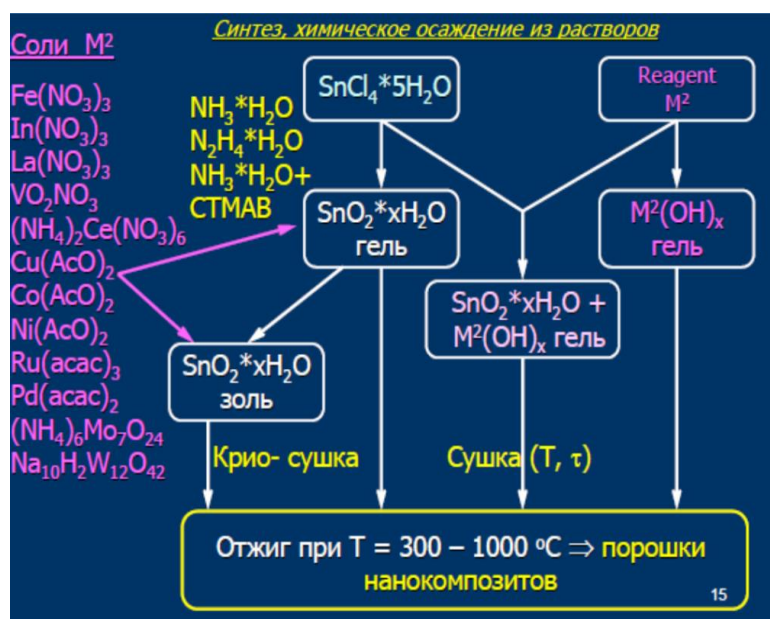 Синтез, химическое осаждение из растворов
Соли M²
Fe(NO₃)₃
In(NO₃)₃
La(NO₃)₃
VO₂NO₃
(NH₄)₂Ce(NO₃)₆
Cu(AcO)₂
Co(AcO)₂
Ni(AcO)₂
Ru(acac)₃
Pd(acac)₂
(NH₄)₆Mo₇O₂₄
Na₁₀H₂W₁₂O₄₂
NH₃*H₂O
N₂H₄*H₂O
NH₃*H₂O+
CTMAB
SnCl₄*5H₂O
Reagent
M²
SnO₂*xH₂O
гель
M²(OH)ₓ
гель
SnO₂*xH₂O +
M²(OH)ₓ гель
SnO₂*xH₂O
золь
Крио- сушка
Сушка (T, τ)
Отжиг при T = 300 – 1000 ºC ⇒ порошки
нанокомпозитов
15